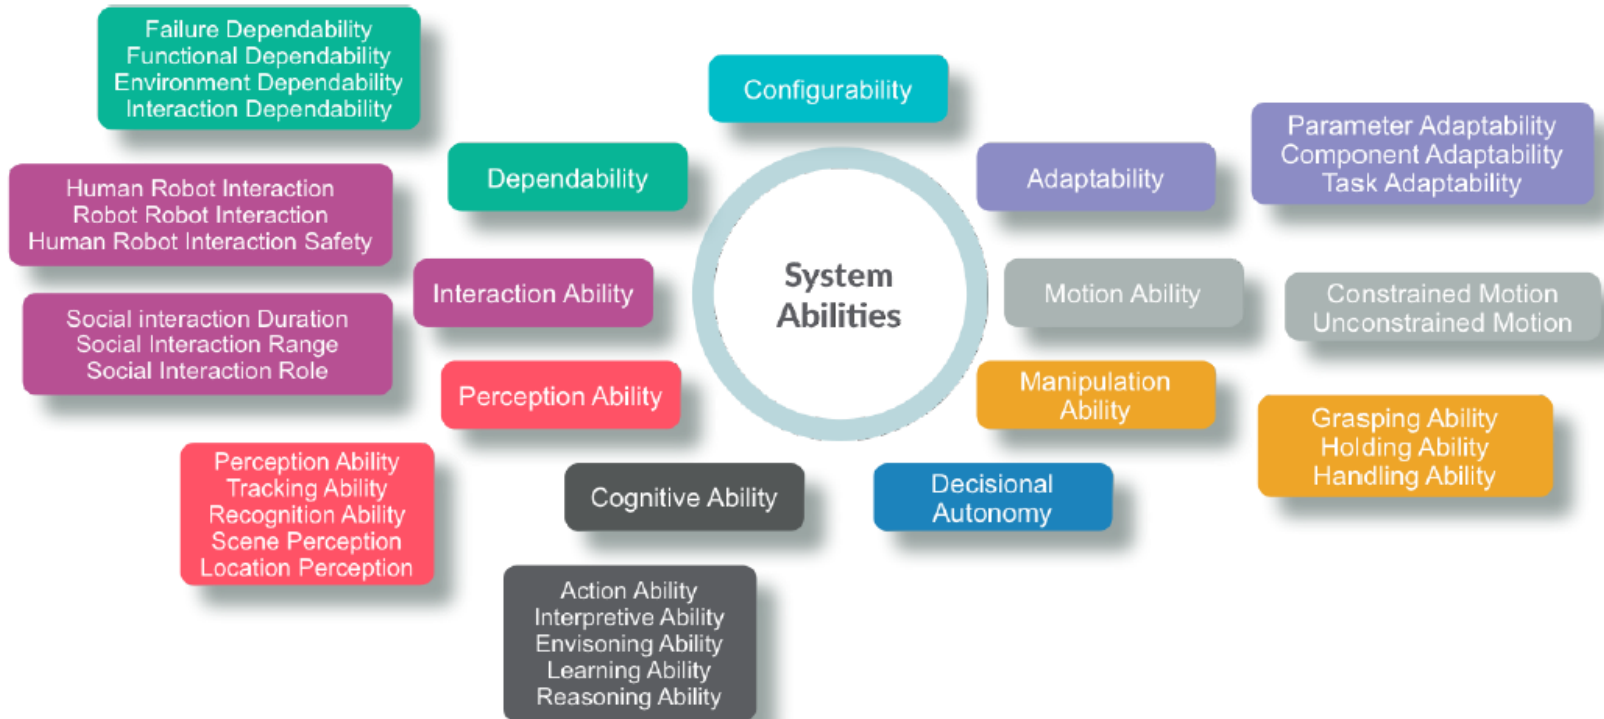 Failure Dependability
Functional Dependability
Environment Dependability
Interaction Dependability
Configurability
Parameter Adaptability
Component Adaptability
Task Adaptability
Dependability
Adaptability
Human Robot Interaction
Robot Robot Interaction
Human Robot Interaction Safety
Interaction Ability
System
Abilities
Motion Ability
Constrained Motion
Unconstrained Motion
Social interaction Duration
Social Interaction Range
Social Interaction Role
Perception Ability
Manipulation
Ability
Grasping Ability
Holding Ability
Handling Ability
Perception Ability
Tracking Ability
Recognition Ability
Scene Perception
Location Perception
Cognitive Ability
Decisional
Autonomy
Action Ability
Interpretive Ability
Envisoning Ability
Learning Ability
Reasoning Ability